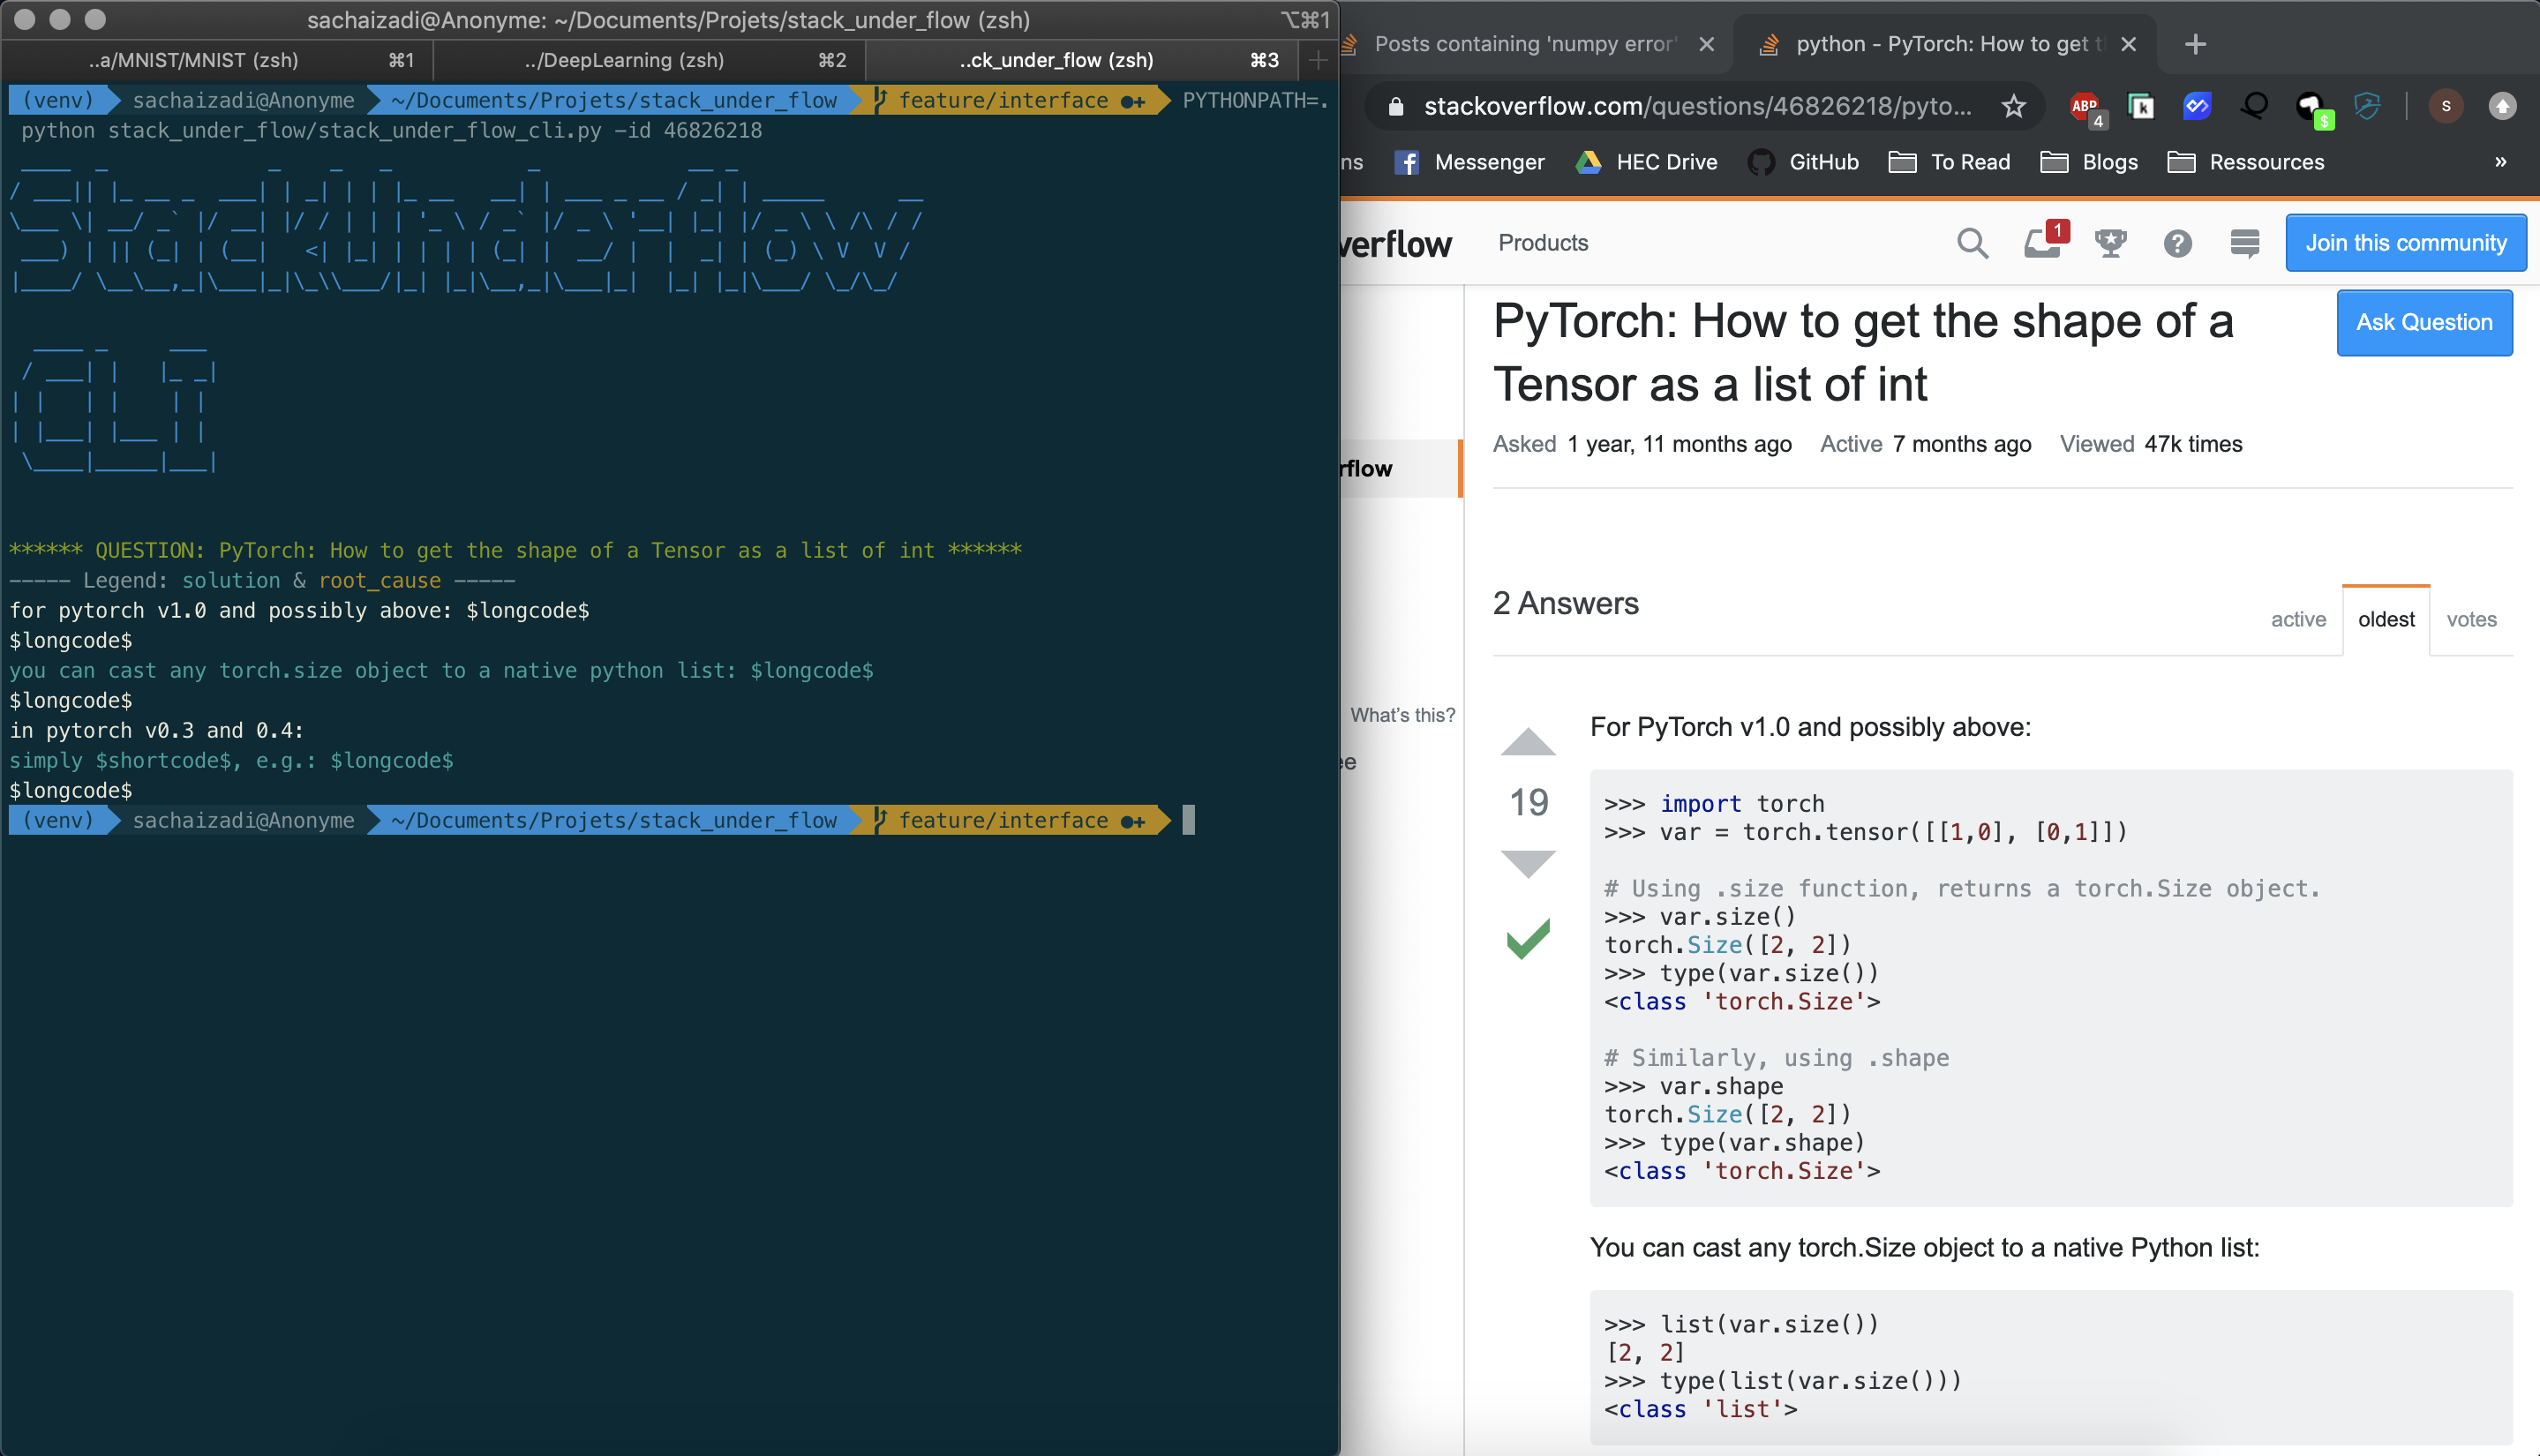 sachaizadi@Anonyme: ~/Documents/Projets/stack_under_flow (zsh)
⌥⌘1
..a/MNIST/MNIST (zsh) ⌘1
../DeepLearning (zsh) ⌘2
..ck_under_flow (zsh) ⌘3
(venv) sachaizadi@Anonyme ~/Documents/Projets/stack_under_flow feature/interface ●+ PYTHONPATH=.
python stack_under_flow/stack_under_flow_cli.py -id 46826218
StackUnderflow
CLI
****** QUESTION: PyTorch: How to get the shape of a Tensor as a list of int ******
----- Legend: solution & root_cause -----
for pytorch v1.0 and possibly above: $longcode$
$longcode$
you can cast any torch.size object to a native python list: $longcode$
$longcode$
in pytorch v0.3 and 0.4:
simply $shortcode$, e.g.: $longcode$
$longcode$
(venv) sachaizadi@Anonyme ~/Documents/Projets/stack_under_flow feature/interface ●+
Posts containing 'numpy error'
python - PyTorch: How to get t
stackoverflow.com/questions/46826218/pyto...
ABP 4
k
$
S
ns Messenger HEC Drive GitHub To Read Blogs Ressources »
verflow Products 1 Join this community
PyTorch: How to get the shape of a
Tensor as a list of int
Ask Question
Asked 1 year, 11 months ago Active 7 months ago Viewed 47k times
rflow
2 Answers
active oldest votes
What's this?
ee
19
For PyTorch v1.0 and possibly above:
>>> import torch
>>> var = torch.tensor([[1,0], [0,1]])
# Using .size function, returns a torch.Size object.
>>> var.size()
torch.Size([2, 2])
>>> type(var.size())
<class 'torch.Size'>
# Similarly, using .shape
>>> var.shape
torch.Size([2, 2])
>>> type(var.shape)
<class 'torch.Size'>
You can cast any torch.Size object to a native Python list:
>>> list(var.size())
[2, 2]
>>> type(list(var.size()))
<class 'list'>